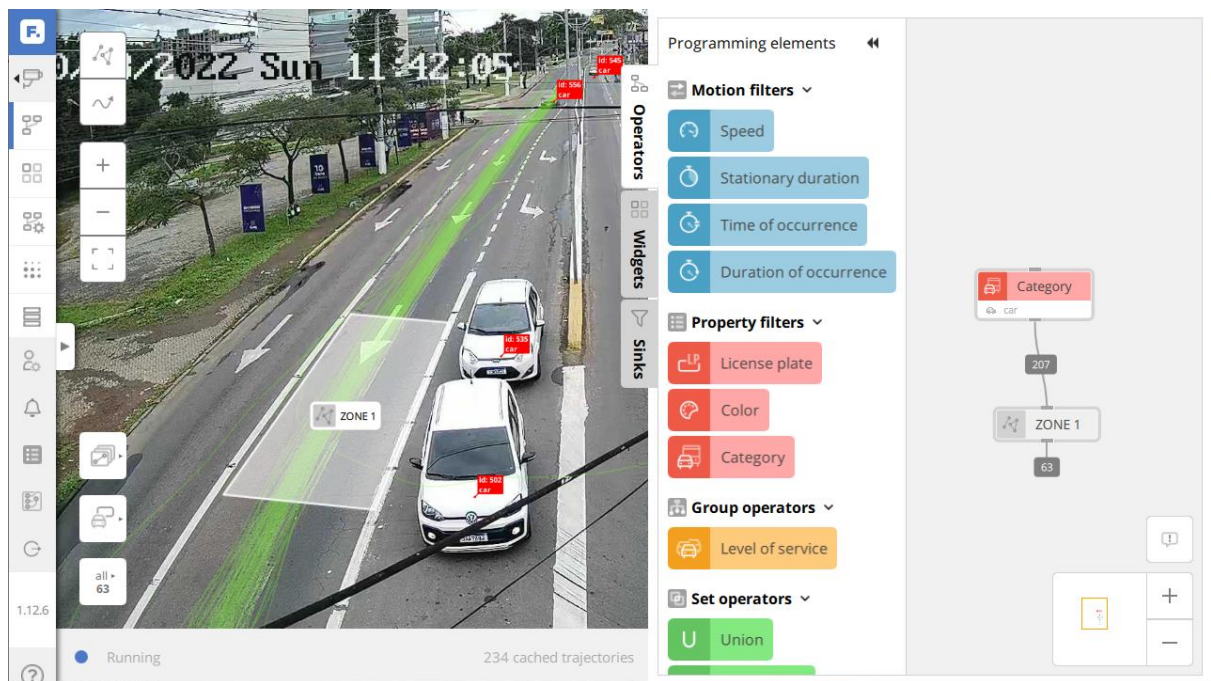 F.
/2022 Sun 11:42:05
id: 545
car
id: 556
car
10
id: 535
car
ZONE 1
id: 502
car
all
63
1.12.6
Running
234 cached trajectories
Operators
Widgets
Sinks
Programming elements
Motion filters
Speed
Stationary duration
Time of occurrence
Duration of occurrence
Property filters
L.P.
License plate
Color
Category
Group operators
Level of service
Set operators
U Union
Category
car
207
ZONE 1
63